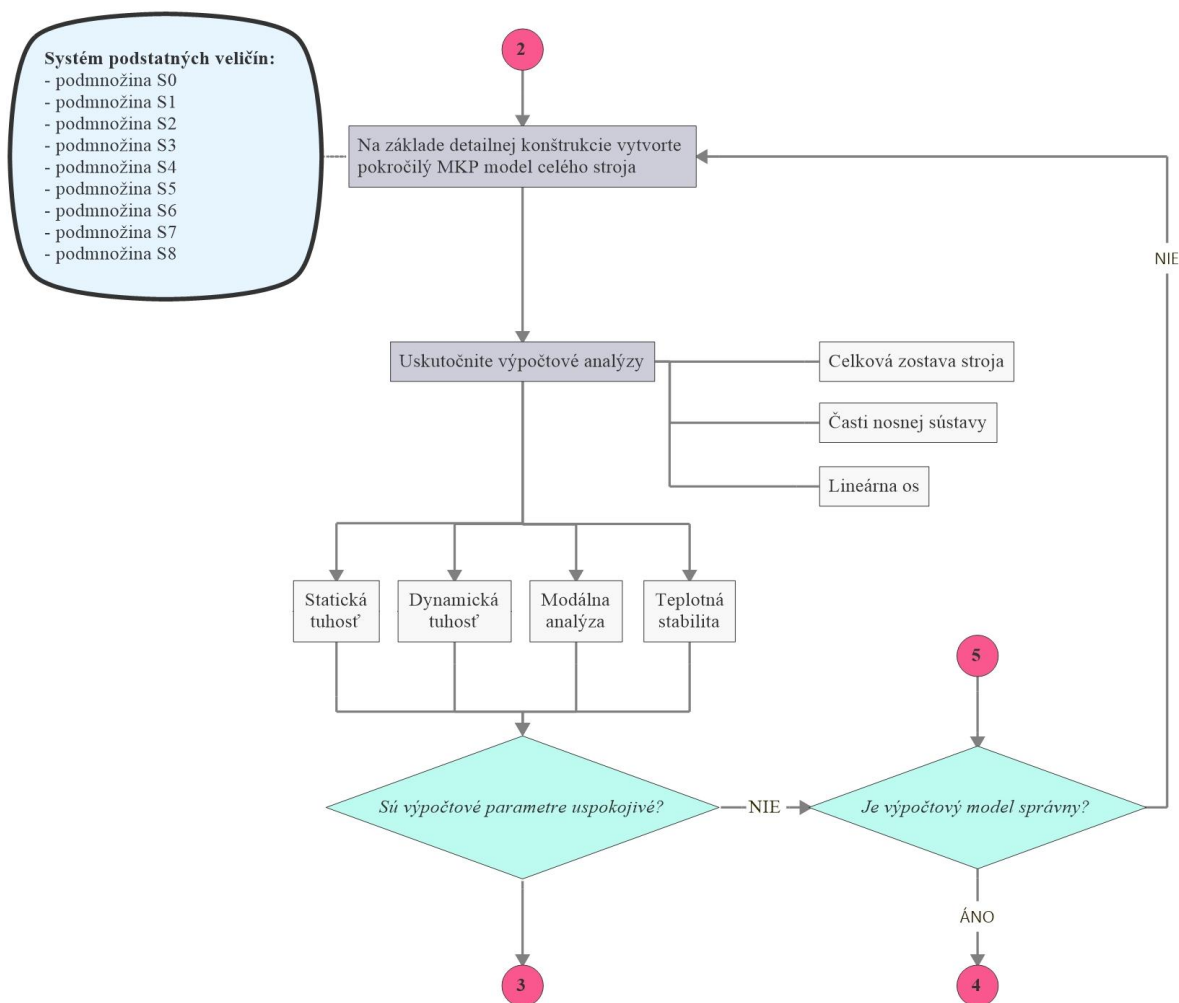 Systém podstatných veličín:
- podmnožina S0
- podmnožina S1
- podmnožina S2
- podmnožina S3
- podmnožina S4
- podmnožina S5
- podmnožina S6
- podmnožina S7
- podmnožina S8
2
Na základe detailnej konštrukcie vytvorte
pokročilý MKP model celého stroja
NIE
Uskutočnite výpočtové analýzy
Celková zostava stroja
Časti nosnej sústavy
Lineárna os
Statická
tuhosť
Dynamická
tuhosť
Modálna
analýza
Teplotná
stabilita
5
Sú výpočtové parametre uspokojivé?
NIE
Je výpočtový model správny?
ÁNO
3
4